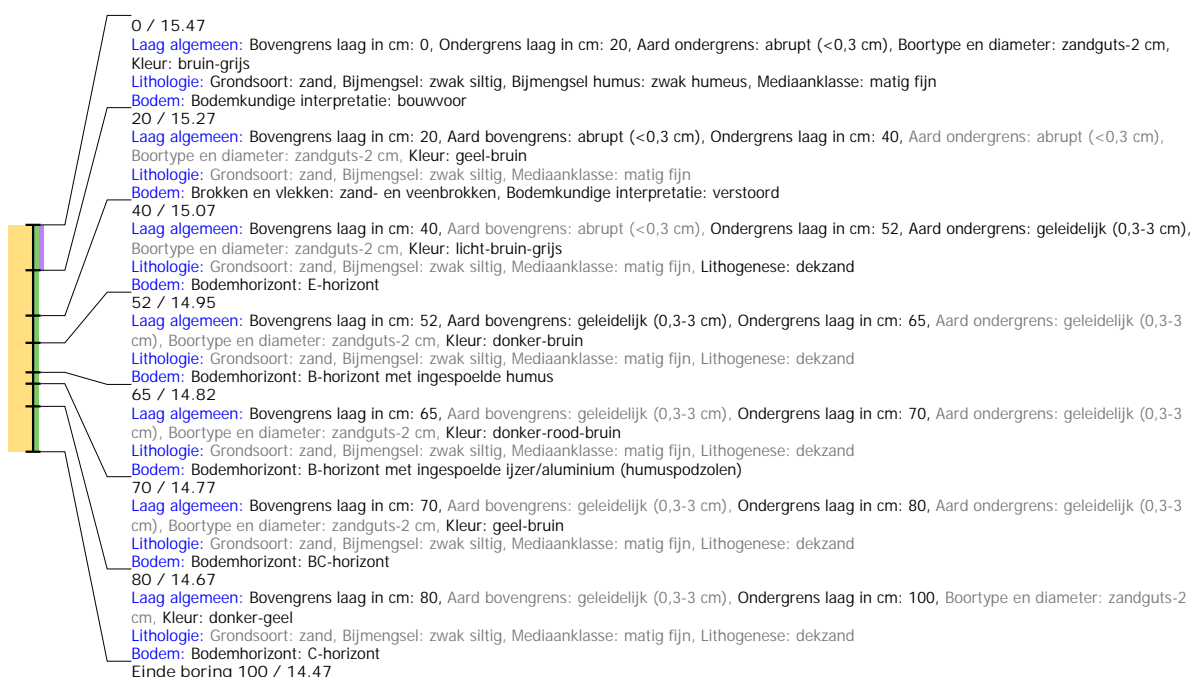 0 / 15.47
Laag algemeen: Bovengrens laag in cm: 0, Ondergrens laag in cm: 20, Aard ondergrens: abrupt (<0,3 cm), Boortype en diameter: zandguts-2 cm,
Kleur: bruin-grijs
Lithologie: Grondsoort: zand, Bijmengsel: zwak siltig, Bijmengsel humus: zwak humeus, Mediaanklasse: matig fijn
Bodem: Bodemkundige interpretatie: bouwvoor
20 / 15.27
Laag algemeen: Bovengrens laag in cm: 20, Aard bovengrens: abrupt (<0,3 cm), Ondergrens laag in cm: 40, Aard ondergrens: abrupt (<0,3 cm),
Boortype en diameter: zandguts-2 cm, Kleur: geel-bruin
Lithologie: Grondsoort: zand, Bijmengsel: zwak siltig, Mediaanklasse: matig fijn
Bodem: Brokken en vlekken: zand- en veenbrokken, Bodemkundige interpretatie: verstoord
40 / 15.07
Laag algemeen: Bovengrens laag in cm: 40, Aard bovengrens: abrupt (<0,3 cm), Ondergrens laag in cm: 52, Aard ondergrens: geleidelijk (0,3-3 cm),
Boortype en diameter: zandguts-2 cm, Kleur: licht-bruin-grijs
Lithologie: Grondsoort: zand, Bijmengsel: zwak siltig, Mediaanklasse: matig fijn, Lithogenese: dekzand
Bodem: Bodemhorizont: E-horizont
52 / 14.95
Laag algemeen: Bovengrens laag in cm: 52, Aard bovengrens: geleidelijk (0,3-3 cm), Ondergrens laag in cm: 65, Aard ondergrens: geleidelijk (0,3-3
cm), Boortype en diameter: zandguts-2 cm, Kleur: donker-bruin
Lithologie: Grondsoort: zand, Bijmengsel: zwak siltig, Mediaanklasse: matig fijn, Lithogenese: dekzand
Bodem: Bodemhorizont: B-horizont met ingespoelde humus
65 / 14.82
Laag algemeen: Bovengrens laag in cm: 65, Aard bovengrens: geleidelijk (0,3-3 cm), Ondergrens laag in cm: 70, Aard ondergrens: geleidelijk (0,3-3
cm), Boortype en diameter: zandguts-2 cm, Kleur: donker-rood-bruin
Lithologie: Grondsoort: zand, Bijmengsel: zwak siltig, Mediaanklasse: matig fijn, Lithogenese: dekzand
Bodem: Bodemhorizont: B-horizont met ingespoelde ijzer/aluminium (humuspodzolen)
70 / 14.77
Laag algemeen: Bovengrens laag in cm: 70, Aard bovengrens: geleidelijk (0,3-3 cm), Ondergrens laag in cm: 80, Aard ondergrens: geleidelijk (0,3-3
cm), Boortype en diameter: zandguts-2 cm, Kleur: geel-bruin
Lithologie: Grondsoort: zand, Bijmengsel: zwak siltig, Mediaanklasse: matig fijn, Lithogenese: dekzand
Bodem: Bodemhorizont: BC-horizont
80 / 14.67
Laag algemeen: Bovengrens laag in cm: 80, Aard bovengrens: geleidelijk (0,3-3 cm), Ondergrens laag in cm: 100, Boortype en diameter: zandguts-2
cm, Kleur: donker-geel
Lithologie: Grondsoort: zand, Bijmengsel: zwak siltig, Mediaanklasse: matig fijn, Lithogenese: dekzand
Bodem: Bodemhorizont: C-horizont
Einde boring 100 / 14.47